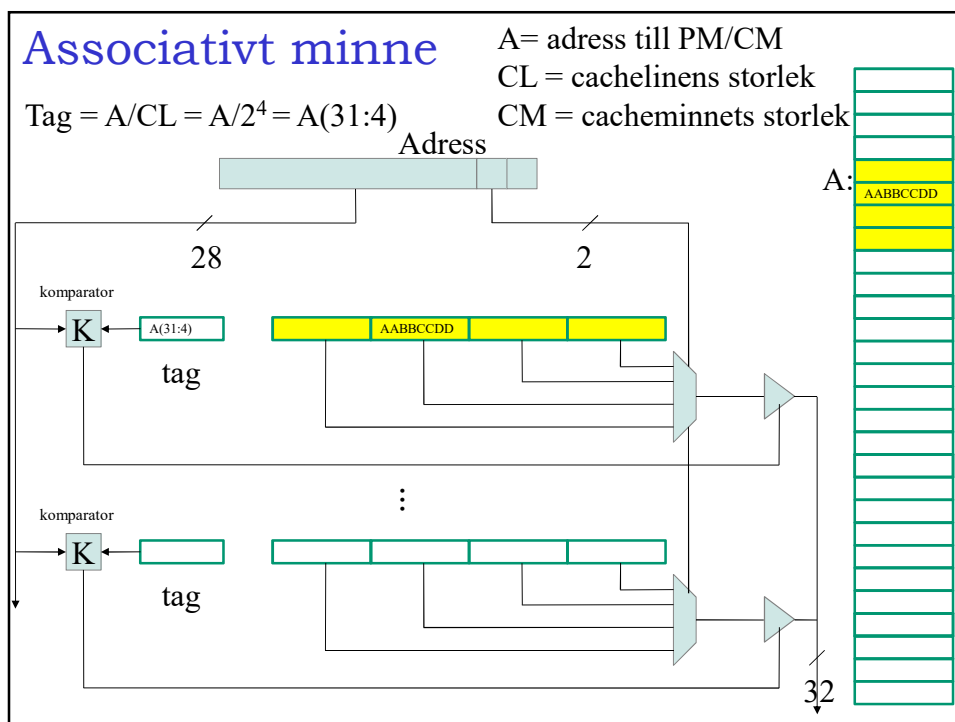 Associativt minne
A= adress till PM/CM
CL = cachelinens storlek
CM = cacheminnets storlek
Tag = A/CL = A/2⁴ = A(31:4)
Adress
A:
AABBCCDD
28
2
komparator
K
A(31:4)
AABBCCDD
tag
⋮
komparator
K
tag
32